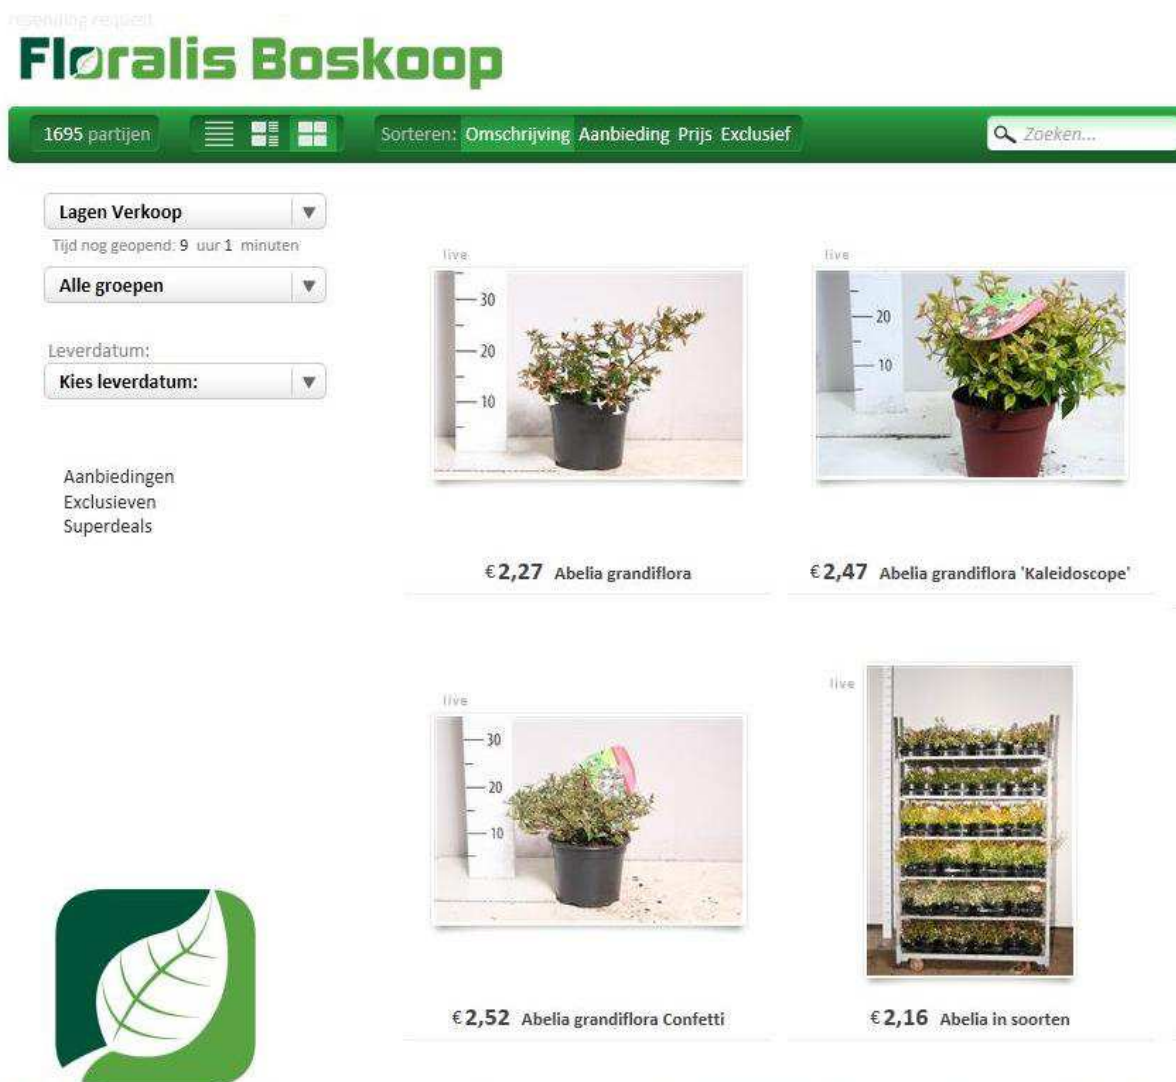 resending request
Floralis Boskoop
1695 partijen
Sorteren: Omschrijving Aanbieding Prijs Exclusief
Zoeken...
Lagen Verkoop
Tijd nog geopend: 9 uur 1 minuten
Alle groepen
Leverdatum:
Kies leverdatum:
Aanbiedingen
Exclusieven
Superdeals
live
30
20
10
€2,27 Abelia grandiflora
live
20
10
€2,47 Abelia grandiflora 'Kaleidoscope'
live
30
20
10
€2,52 Abelia grandiflora Confetti
live
€2,16 Abelia in soorten